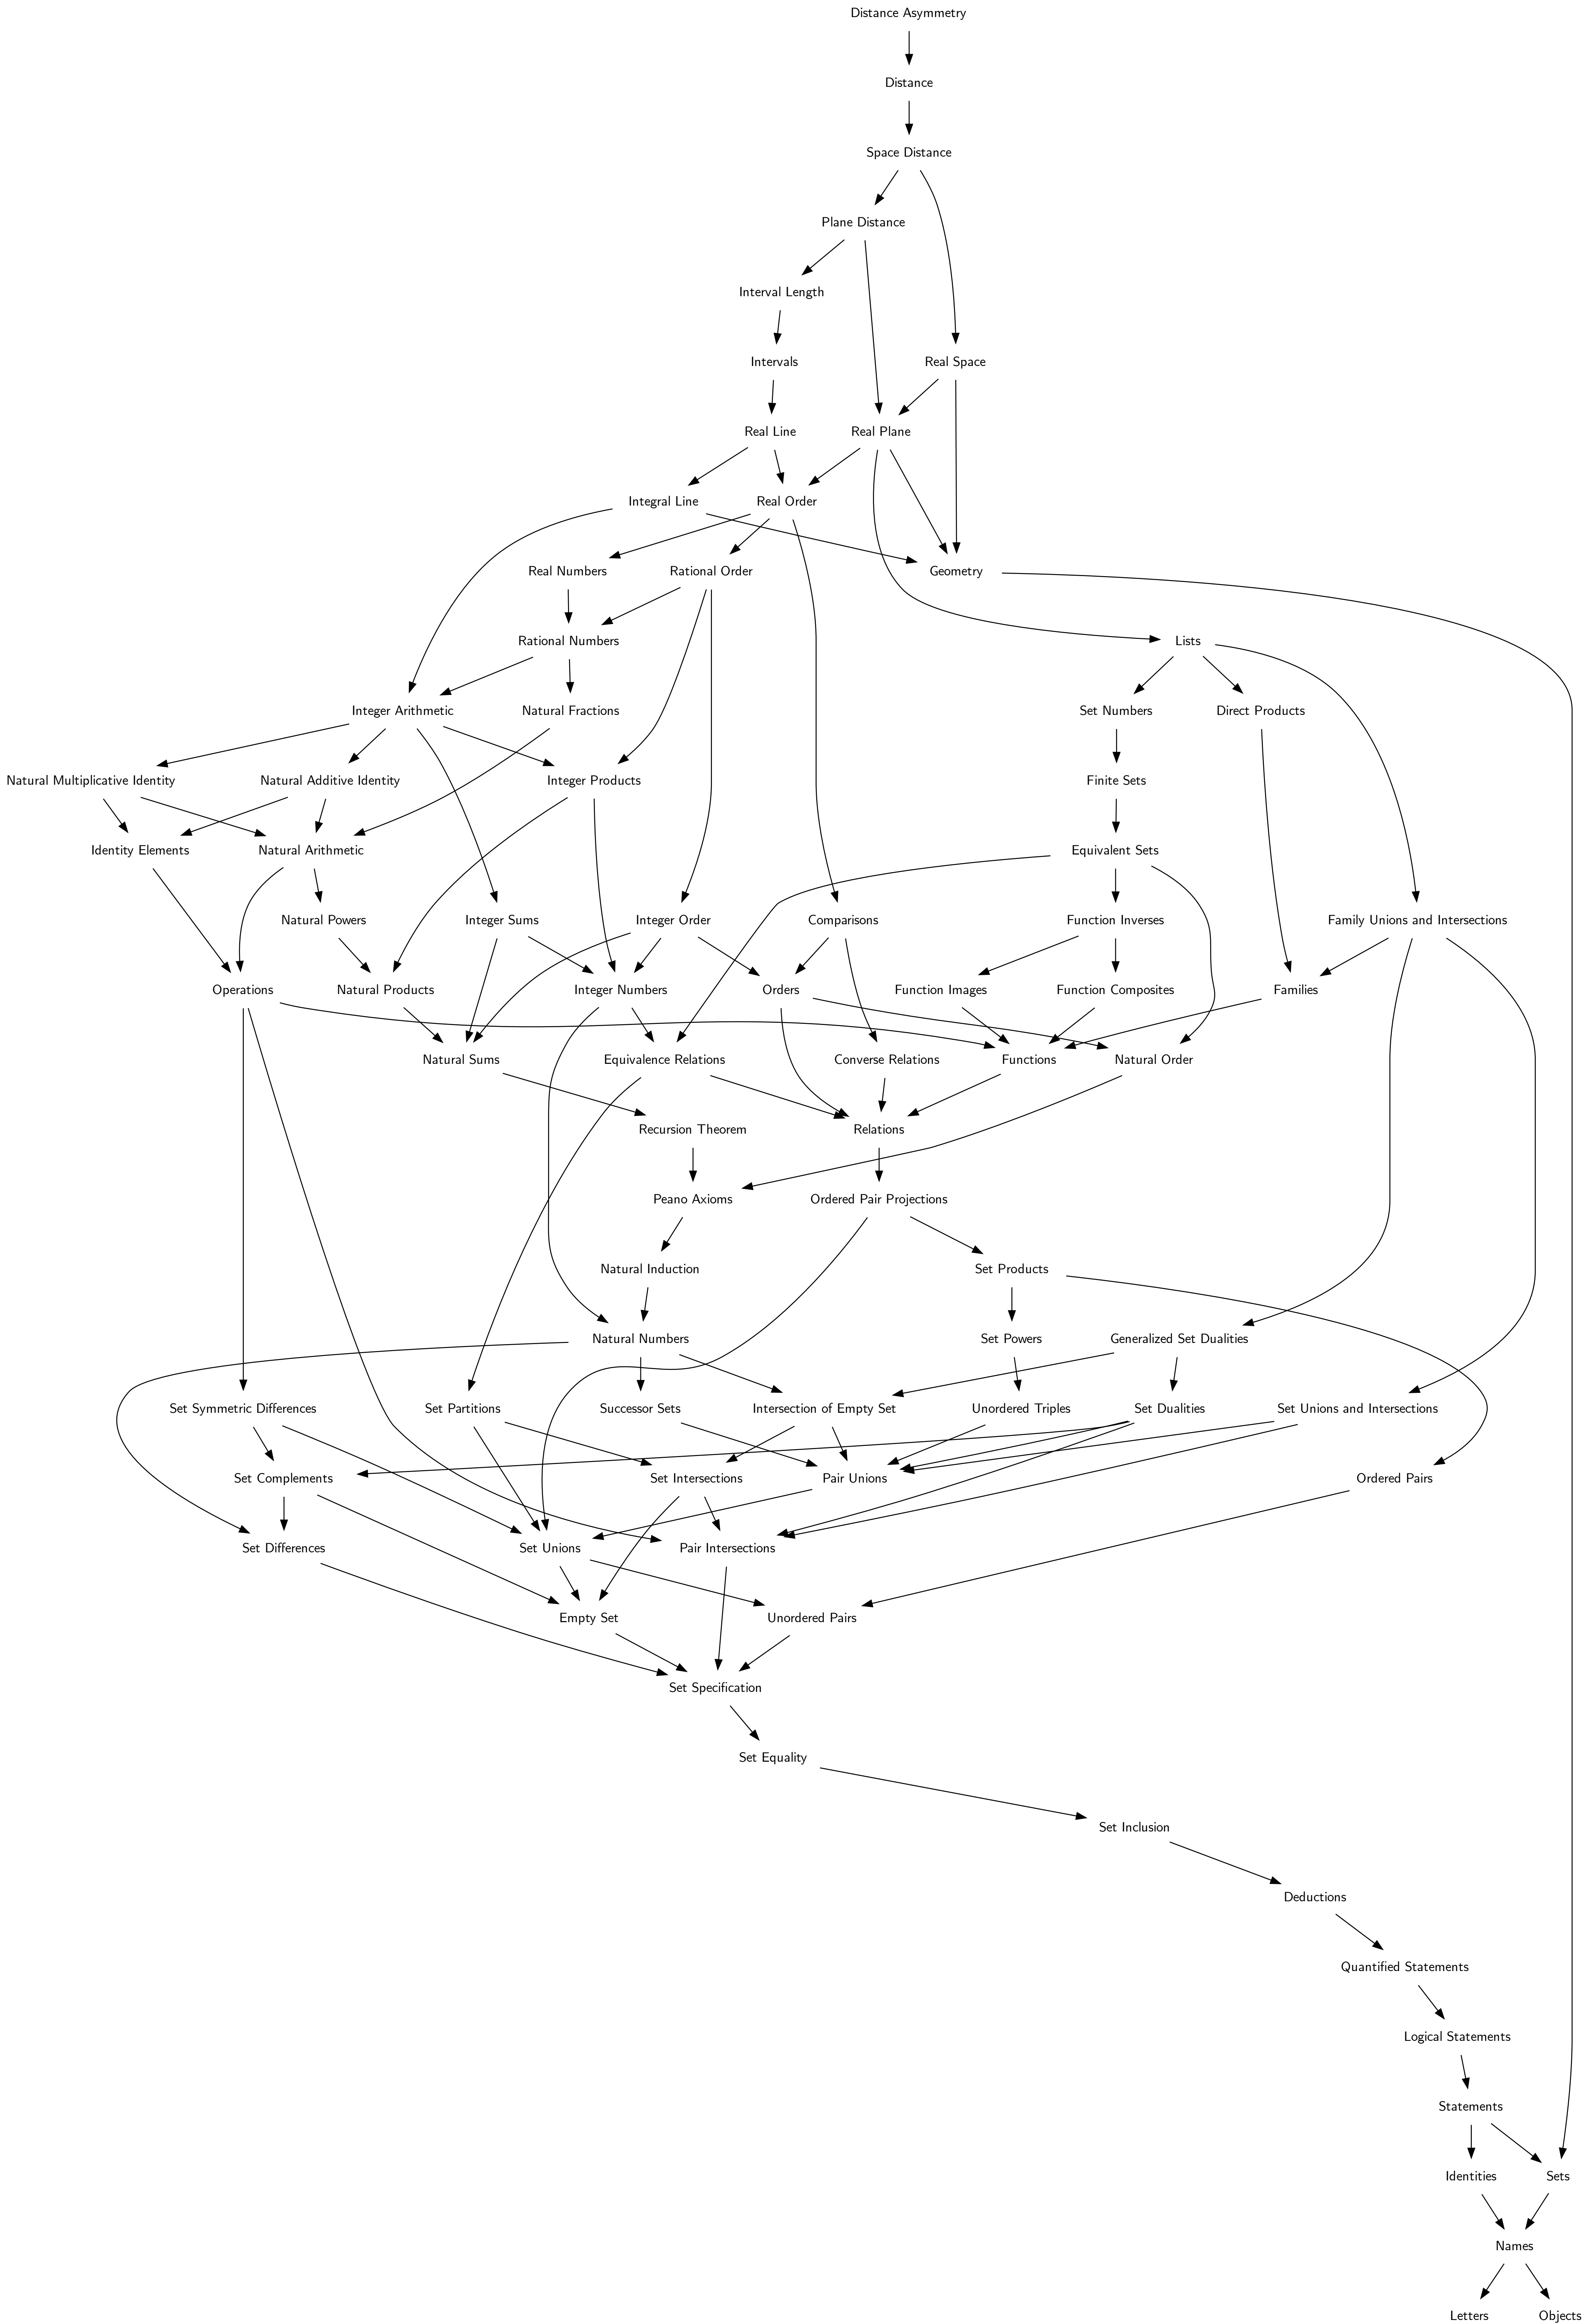 Distance Asymmetry
Distance
Space Distance
Plane Distance
Interval Length
Intervals
Real Space
Real Line
Real Plane
Integral Line
Real Order
Real Numbers
Rational Order
Geometry
Rational Numbers
Lists
Integer Arithmetic
Natural Fractions
Set Numbers
Direct Products
Natural Multiplicative Identity
Natural Additive Identity
Integer Products
Finite Sets
Identity Elements
Natural Arithmetic
Equivalent Sets
Natural Powers
Integer Sums
Integer Order
Comparisons
Function Inverses
Family Unions and Intersections
Operations
Natural Products
Integer Numbers
Orders
Function Images
Function Composites
Families
Natural Sums
Equivalence Relations
Converse Relations
Functions
Natural Order
Recursion Theorem
Relations
Peano Axioms
Ordered Pair Projections
Natural Induction
Set Products
Natural Numbers
Set Powers
Generalized Set Dualities
Set Symmetric Differences
Set Partitions
Successor Sets
Intersection of Empty Set
Unordered Triples
Set Dualities
Set Unions and Intersections
Set Complements
Set Intersections
Pair Unions
Ordered Pairs
Set Differences
Set Unions
Pair Intersections
Empty Set
Unordered Pairs
Set Specification
Set Equality
Set Inclusion
Deductions
Quantified Statements
Logical Statements
Statements
Identities
Sets
Names
Letters
Objects